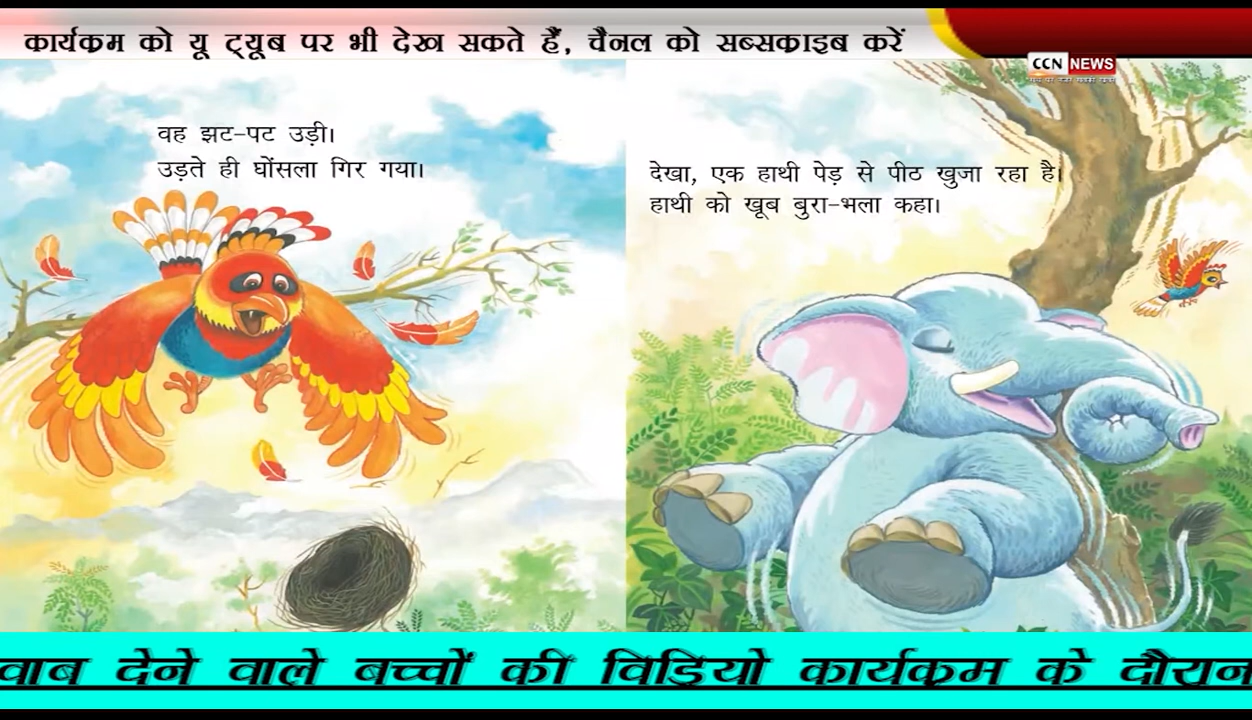 कार्यक्रम को यू ट्यूब पर भी देख सकते हैं, चैनल को सब्सक्राइब करें
CCN NEWS
वह झट-पट उड़ी।
उड़ते ही घोंसला गिर गया।
देखा, एक हाथी पेड़ से पीठ खुजा रहा है।
हाथी को खूब बुरा-भला कहा।
वाब देने वाले बच्चों की विडियो कार्यक्रम के दौरान